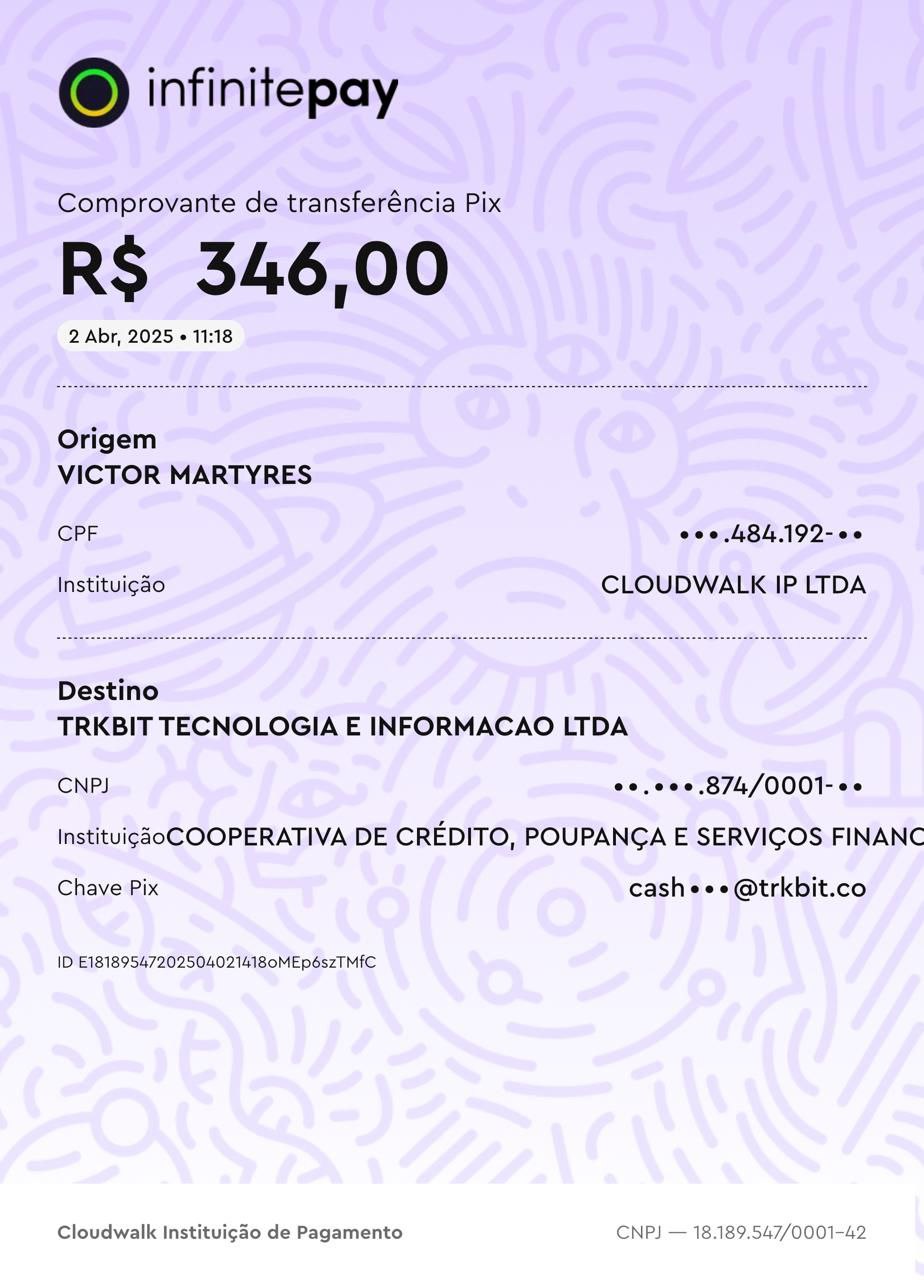 infinitepay
Comprovante de transferência Pix
R$ 346,00
2 Abr, 2025 • 11:18
Origem
VICTOR MARTYRES
CPF •••.484.192-••
Instituição CLOUDWALK IP LTDA
Destino
TRKBIT TECNOLOGIA E INFORMACAO LTDA
CNPJ ••.•••.874/0001-••
InstituiçãoCOOPERATIVA DE CRÉDITO, POUPANÇA E SERVIÇOS FINANC
Chave Pix cash•••@trkbit.co
ID E18189547202504021418oMEp6szTMfC
Cloudwalk Instituição de Pagamento CNPJ — 18.189.547/0001-42